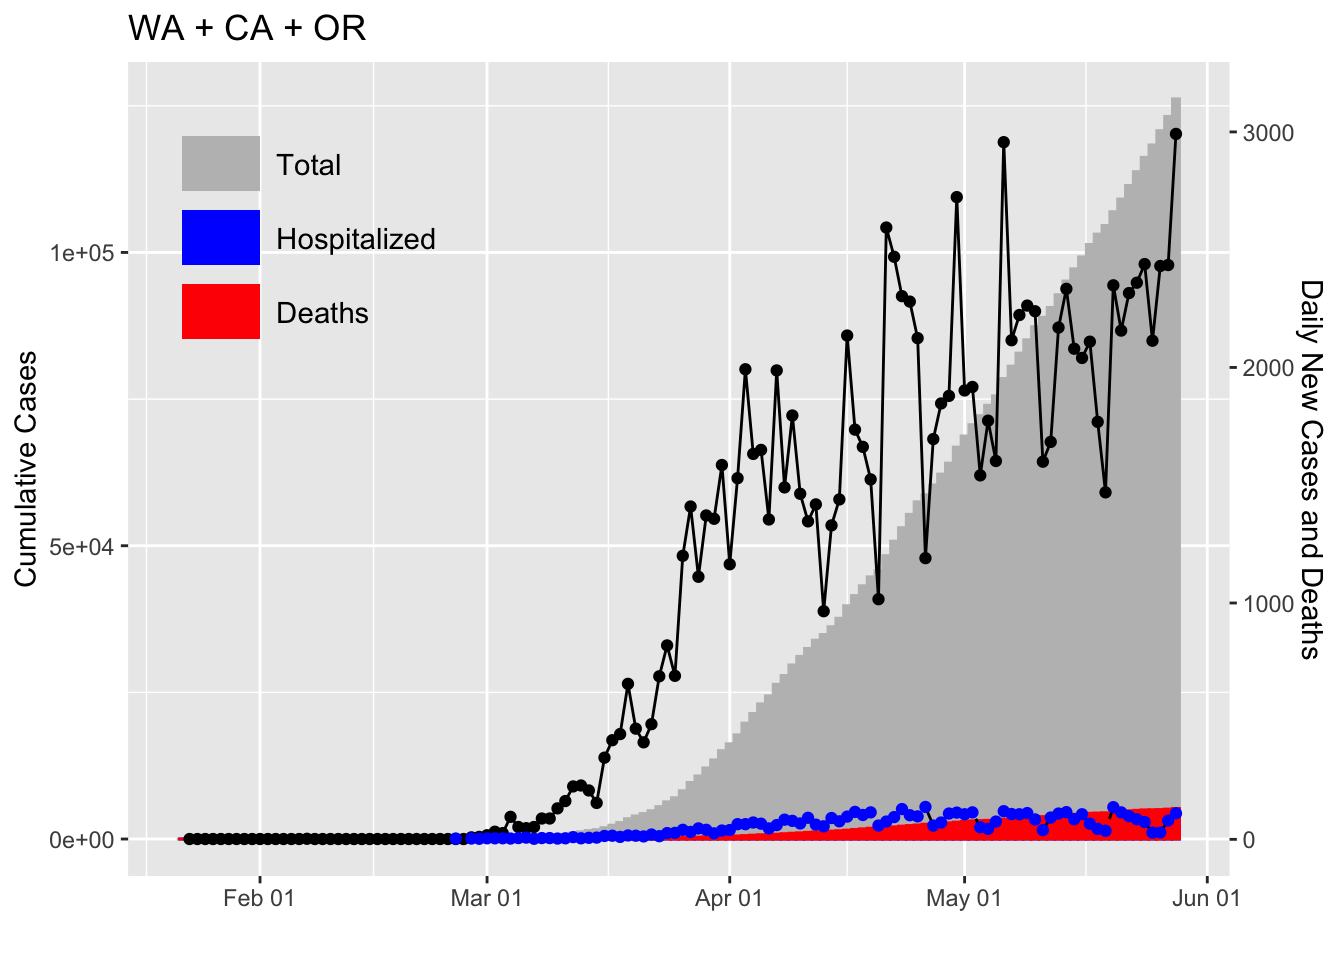 WA + CA + OR
Total
Hospitalized
Deaths
Cumulative Cases
1e+05
5e+04
0e+00
3000
2000
1000
0
Daily New Cases and Deaths
Feb 01
Mar 01
Apr 01
May 01
Jun 01